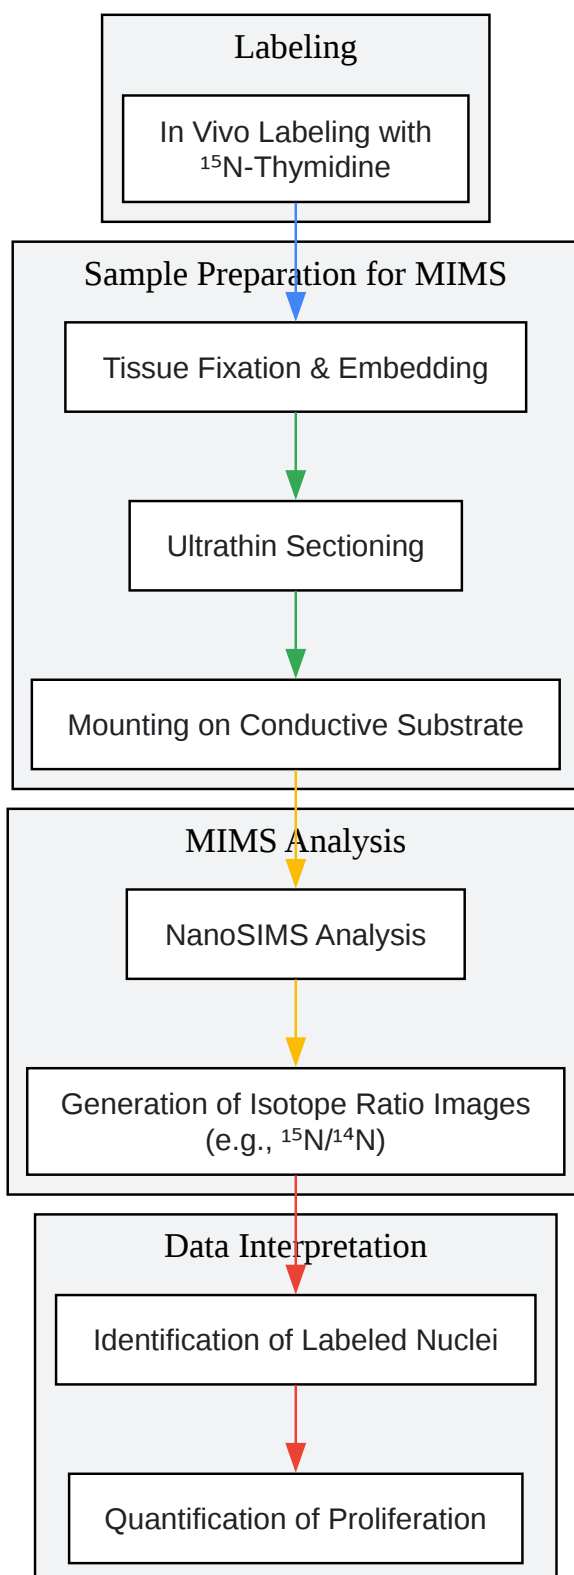 Labeling
In Vivo Labeling with
¹⁵N-Thymidine
Sample Preparation for MIMS
Tissue Fixation & Embedding
Ultrathin Sectioning
Mounting on Conductive Substrate
MIMS Analysis
NanoSIMS Analysis
Generation of Isotope Ratio Images
(e.g., ¹⁵N/¹⁴N)
Data Interpretation
Identification of Labeled Nuclei
Quantification of Proliferation